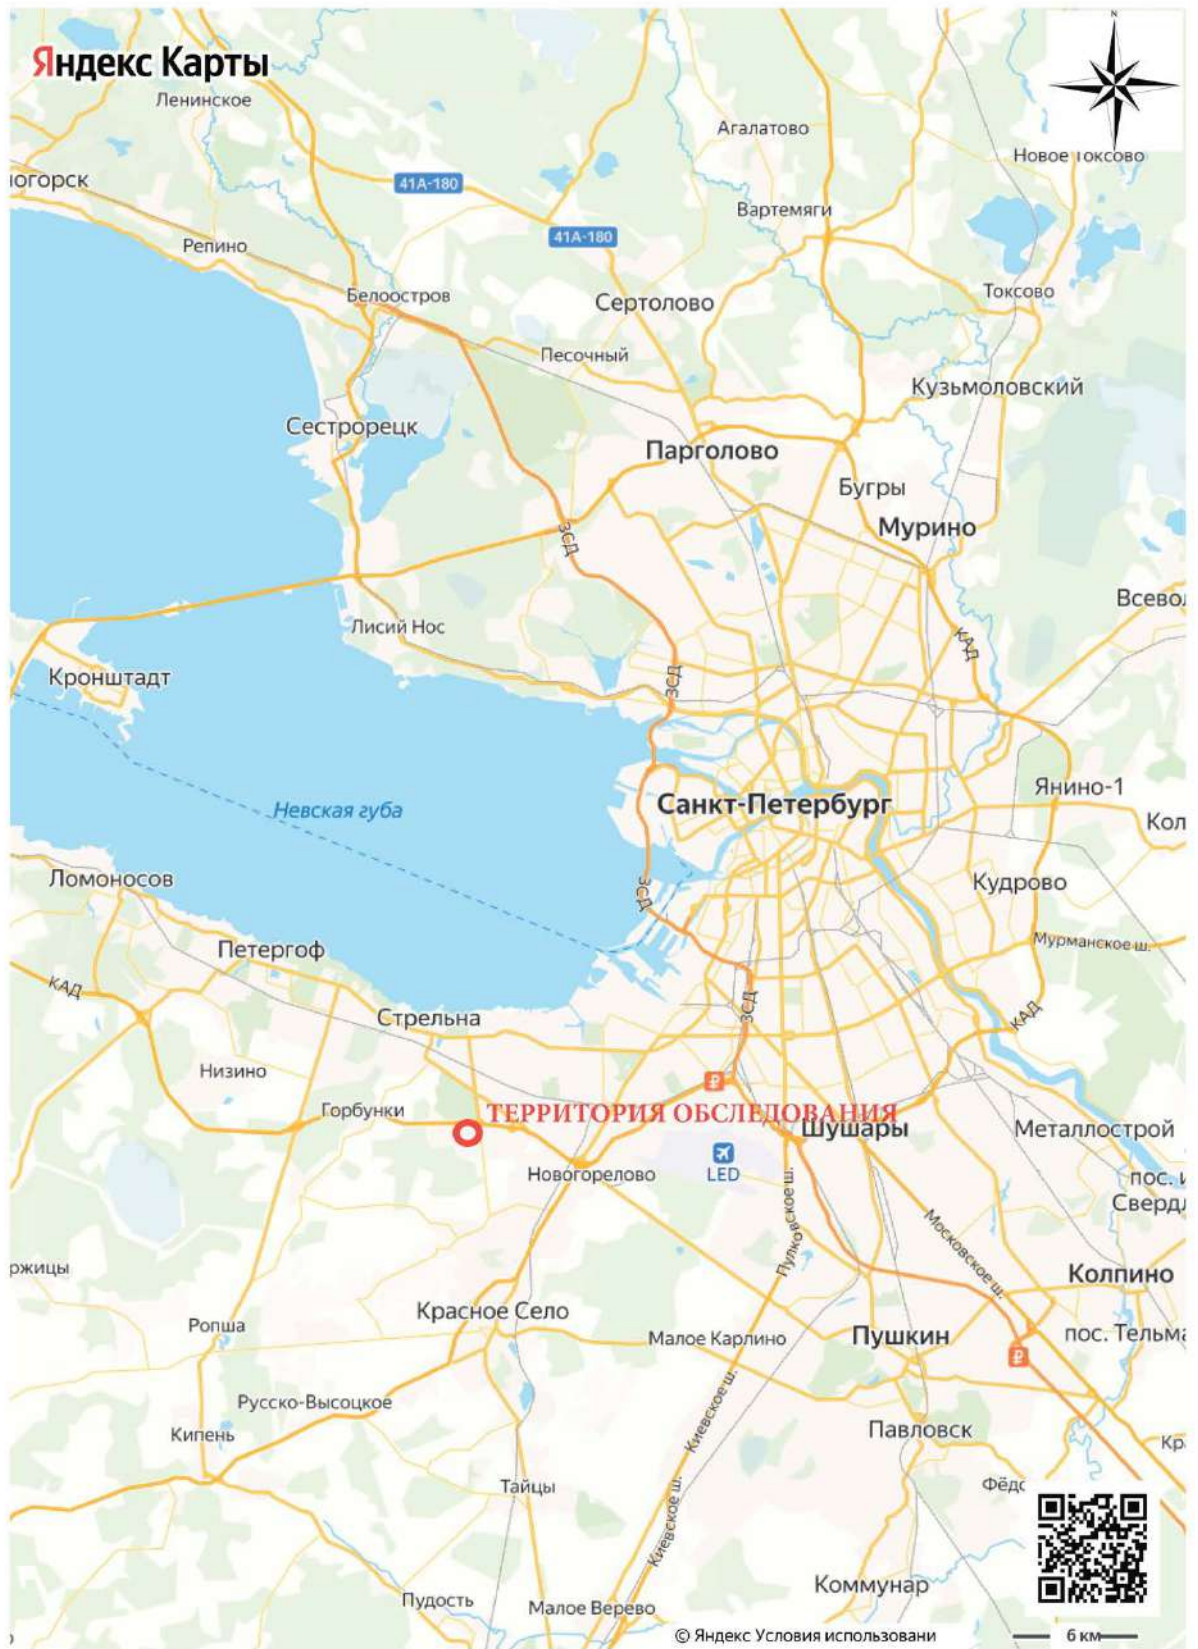 N
Яндекс Карты
Ленинское
Агалатово
Новое Токсово
ногорск
41А-180
Вартемяги
41А-180
Репино
Белоостров
Сертолово
Токсово
Песочный
Кузьмоловский
Сестрорецк
Парголово
Бугры
Мурино
ЗСД
Всево
Лисий Нос
КАД
Кронштадт
ЗСД
Янино-1
Невская губа
Санкт-Петербург
Кол
Ломоносов
Кудрово
ЗСД
Петергоф
Мурманское ш.
КАД
Стрельна
ЗСД
КАД
Низино
₽
Горбунки
ТЕРРИТОРИЯ ОБСЛЕДОВАНИЯ
Шушары
Металлострой
Новогорелово
LED
пос. и
Сверд
Пулковское ш.
Московское ш.
ржицы
Колпино
Красное Село
Ропша
Малое Карлино
Пушкин
пос. Тельма
₽
Русско-Высоцкое
Киевское ш.
Кипень
Павловск
Кр
Тайцы
Фёдо
Киевское ш.
Коммунар
Пудость
Малое Верево
© Яндекс Условия использовани
6 км